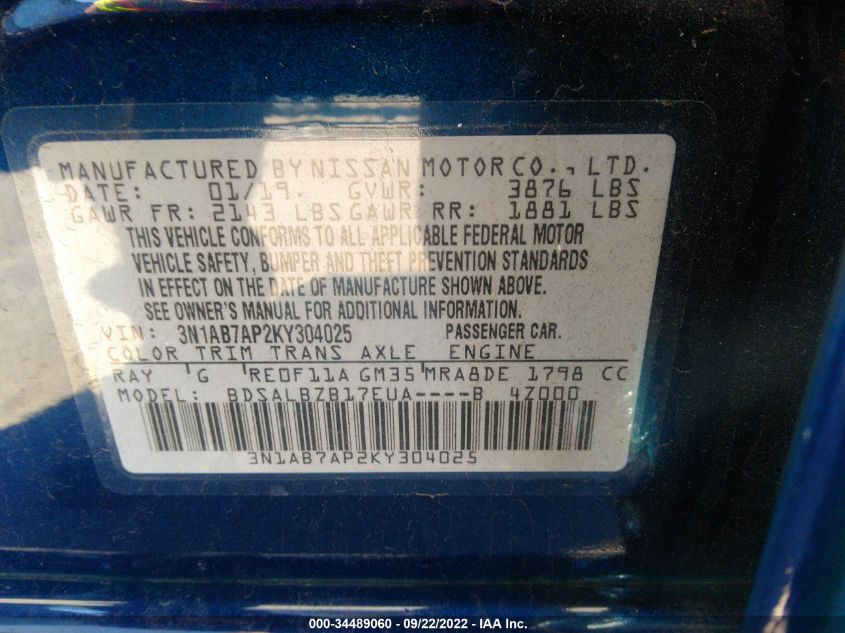 MANUFACTURED BY NISSAN MOTOR CO., LTD.
DATE: 01/19. GVWR: 3876 LBS
GAWR FR: 2143 LBS GAWR RR: 1881 LBS
THIS VEHICLE CONFORMS TO ALL APPLICABLE FEDERAL MOTOR
VEHICLE SAFETY, BUMPER AND THEFT PREVENTION STANDARDS
IN EFFECT ON THE DATE OF MANUFACTURE SHOWN ABOVE.
SEE OWNER'S MANUAL FOR ADDITIONAL INFORMATION.
VIN: 3N1AB7AP2KY304025 PASSENGER CAR.
COLOR TRIM TRANS AXLE ENGINE
RAY G RE0F11A GM35 MRA8DE 1798 CC
MODEL: BDSALBZB17EUA----B 4Z000
3N1AB7AP2KY304025
000-34489060 - 09/22/2022 - IAA Inc.